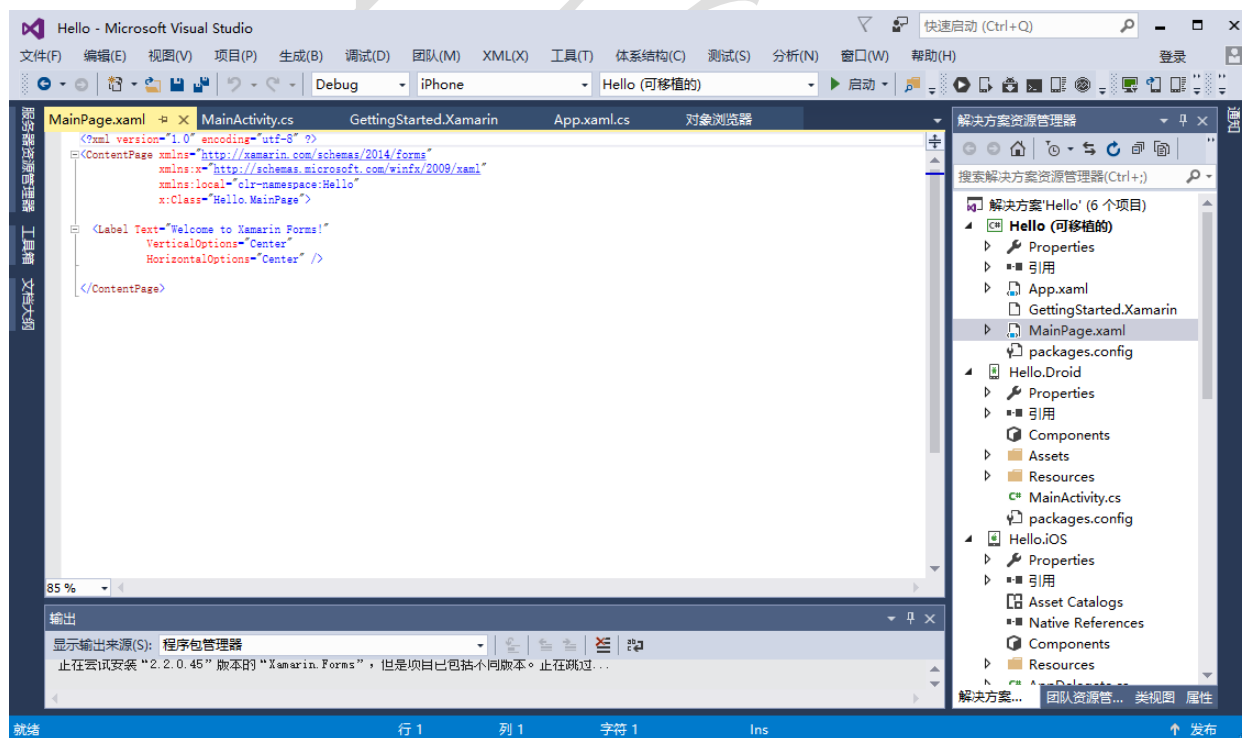 Hello - Microsoft Visual Studio
快速启动 (Ctrl+Q)
文件(F) 编辑(E) 视图(V) 项目(P) 生成(B) 调试(D) 团队(M) XML(X) 工具(T) 体系结构(C) 测试(S) 分析(N) 窗口(W) 帮助(H) 登录
Debug iPhone Hello (可移植的) 启动
服务器资源管理器
工具箱
文档大纲
MainPage.xaml MainActivity.cs GettingStarted.Xamarin App.xaml.cs 对象浏览器
<?xml version="1.0" encoding="utf-8" ?>
<ContentPage xmlns="http://xamarin.com/schemas/2014/forms"
xmlns:x="http://schemas.microsoft.com/winfx/2009/xaml"
xmlns:local="clr-namespace:Hello"
x:Class="Hello.MainPage">
<Label Text="Welcome to Xamarin Forms!"
VerticalOptions="Center"
HorizontalOptions="Center" />
</ContentPage>
85 %
输出
显示输出来源(S): 程序包管理器
正在尝试安装“2.2.0.45”版本的“Xamarin.Forms”，但是项目已包括不同版本。正在跳过...
解决方案资源管理器
搜索解决方案资源管理器(Ctrl+;)
解决方案'Hello' (6 个项目)
Hello (可移植的)
Properties
引用
App.xaml
GettingStarted.Xamarin
MainPage.xaml
packages.config
Hello.Droid
Properties
引用
Components
Assets
Resources
MainActivity.cs
packages.config
Hello.iOS
Properties
引用
Asset Catalogs
Native References
Components
Resources
AppDelegate.cs
解决方案... 团队资源管... 类视图 属性
通知
就绪 行 1 列 1 字符 1 Ins 发布